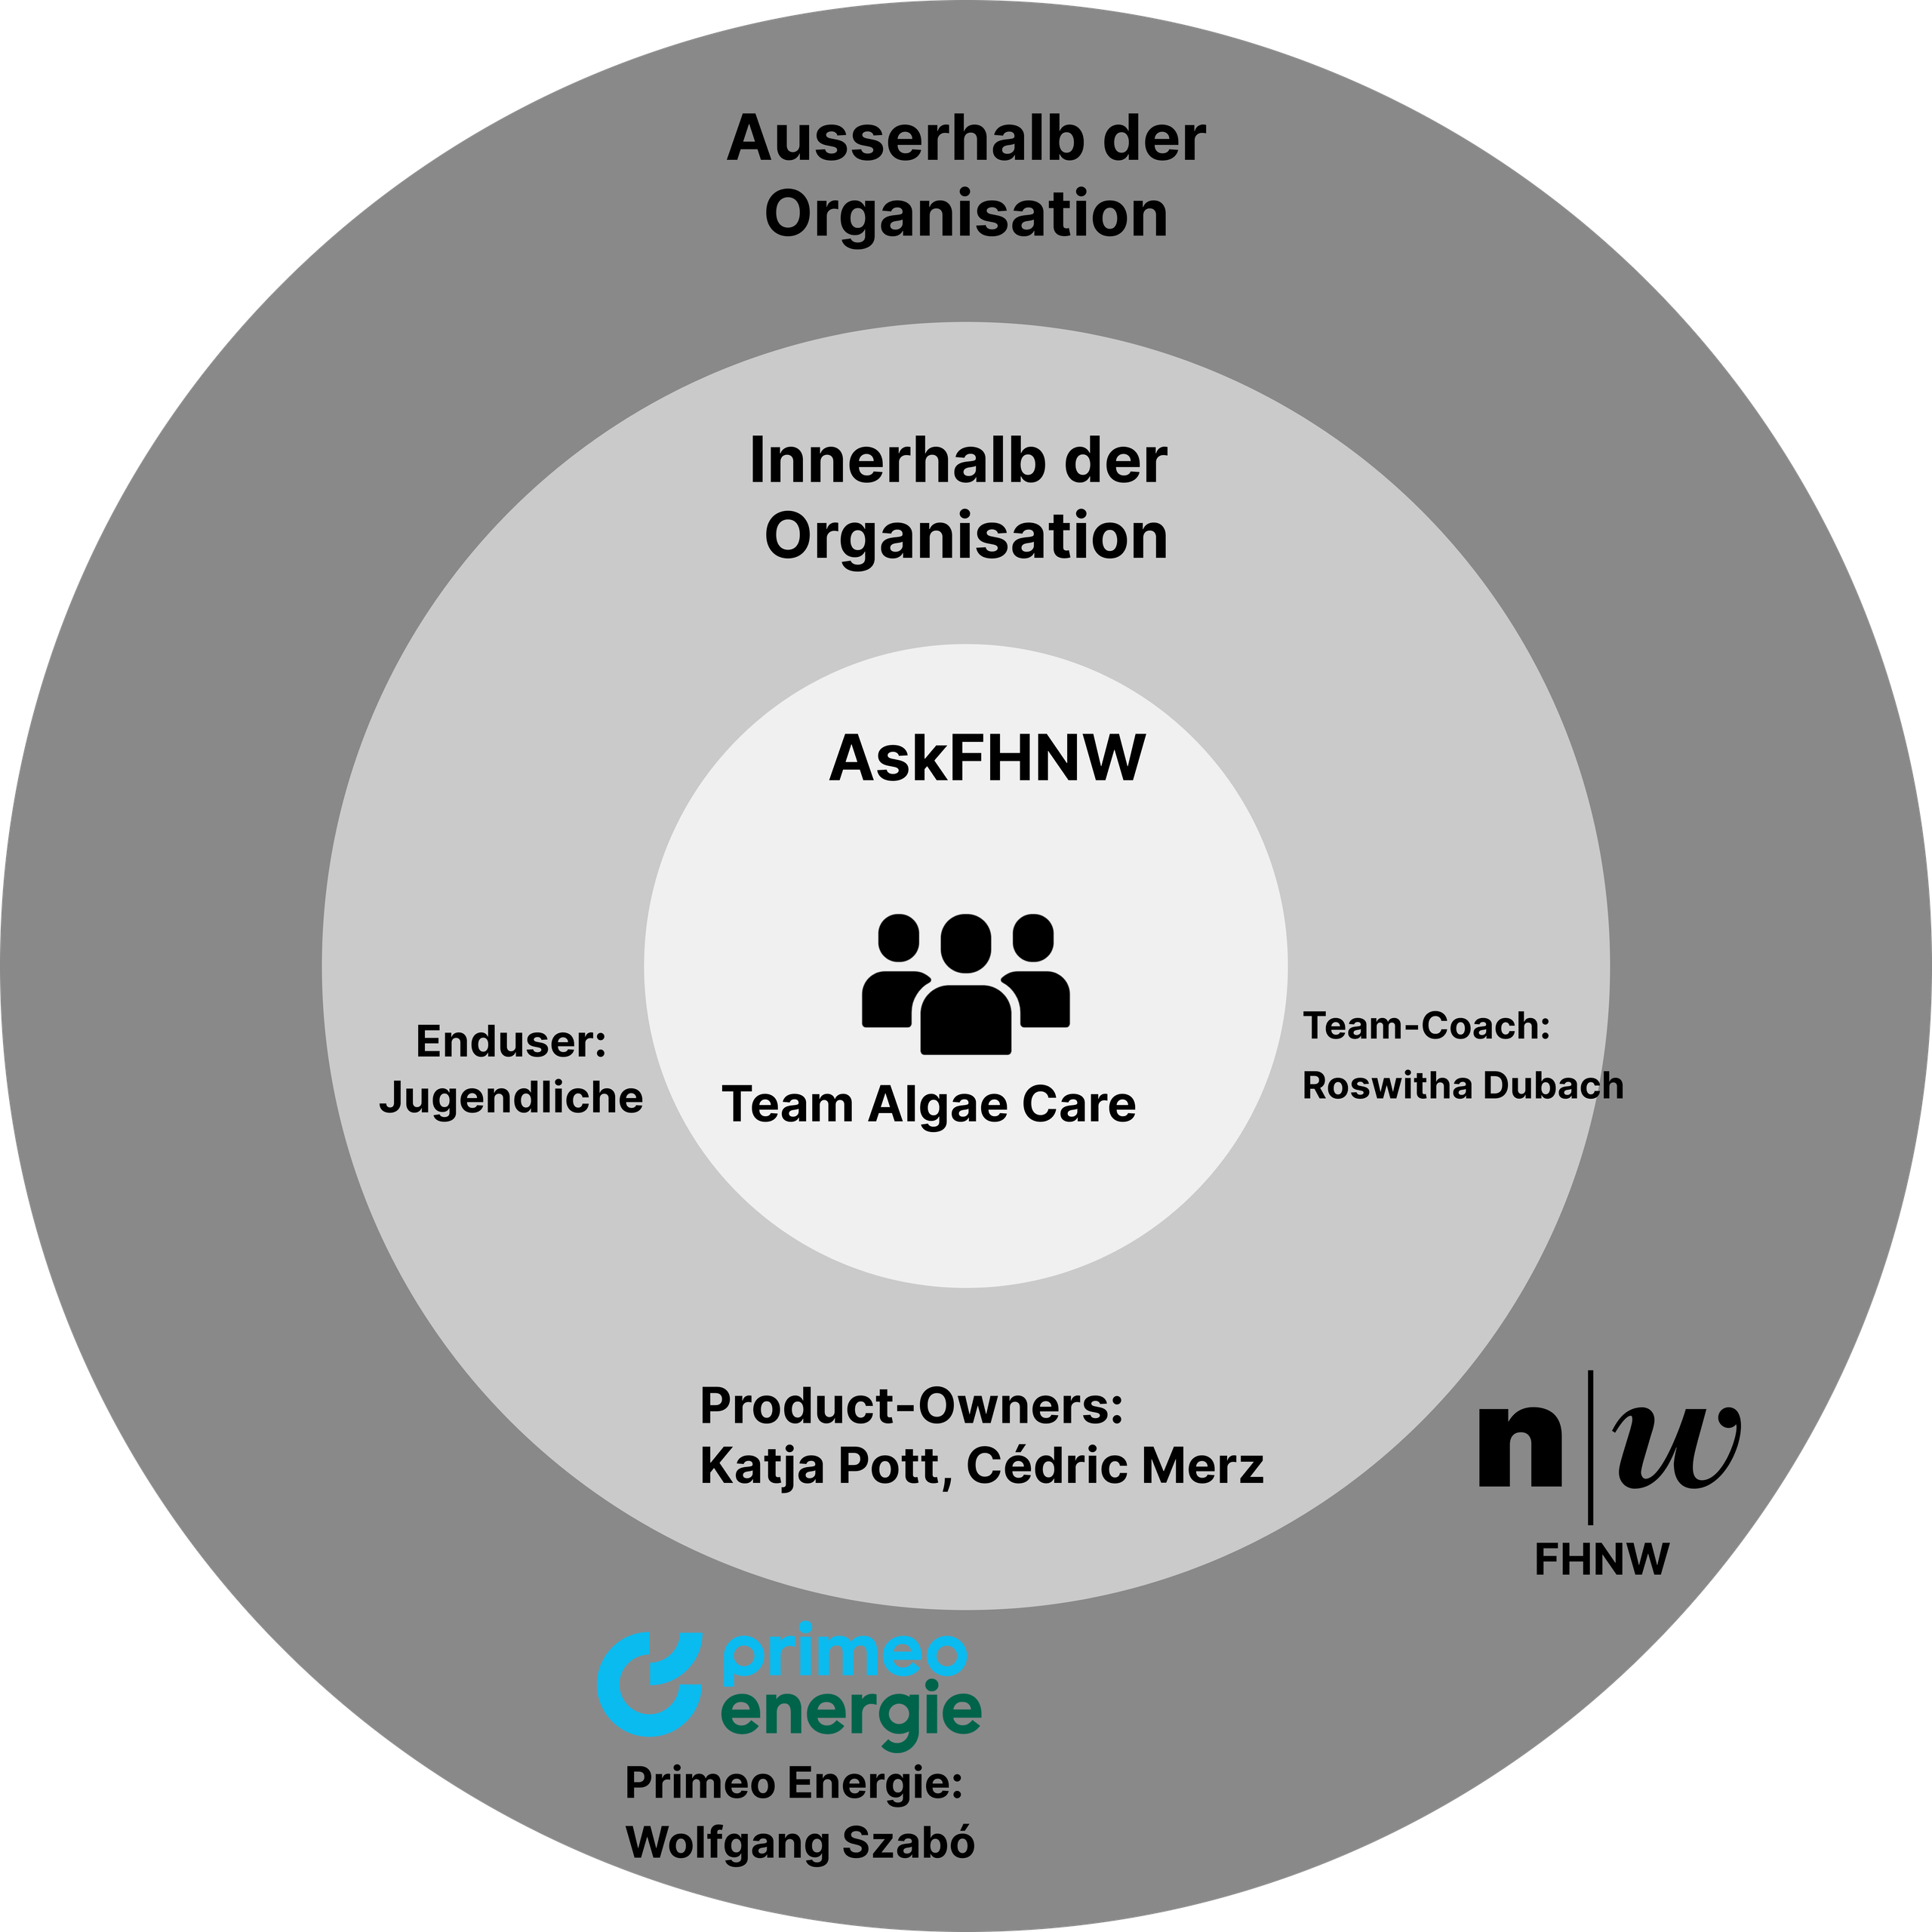 Ausserhalb der
Organisation
Innerhalb der
Organisation
AskFHNW
Team Algae Care
Enduser:
Jugendliche
Team-Coach:
Roswitha Dubach
Product-Owners:
Katja Pott, Cédric Merz
n|w
FHNW
primeo
energie
Primeo Energie:
Wolfgang Szabó